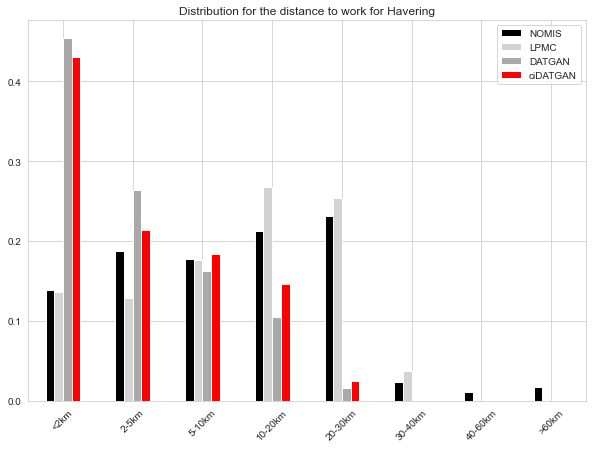 Distribution for the distance to work for Havering
NOMIS
LPMC
DATGAN
ciDATGAN
0.4
0.3
0.2
0.1
0.0
<2km
2-5km
5-10km
10-20km
20-30km
30-40km
40-60km
>60km